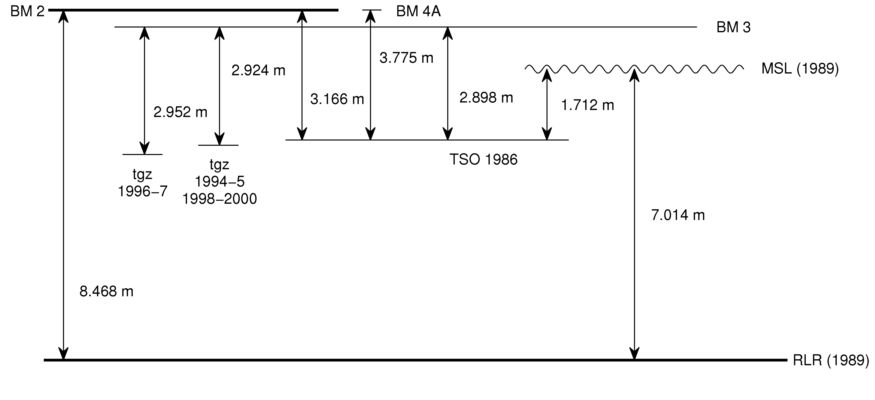 BM 2
BM 4A
BM 3
3.775 m
2.924 m
MSL (1989)
3.166 m
2.898 m
1.712 m
2.952 m
TSO 1986
tgz
1996–7
tgz
1994–5
1998–2000
7.014 m
8.468 m
RLR (1989)